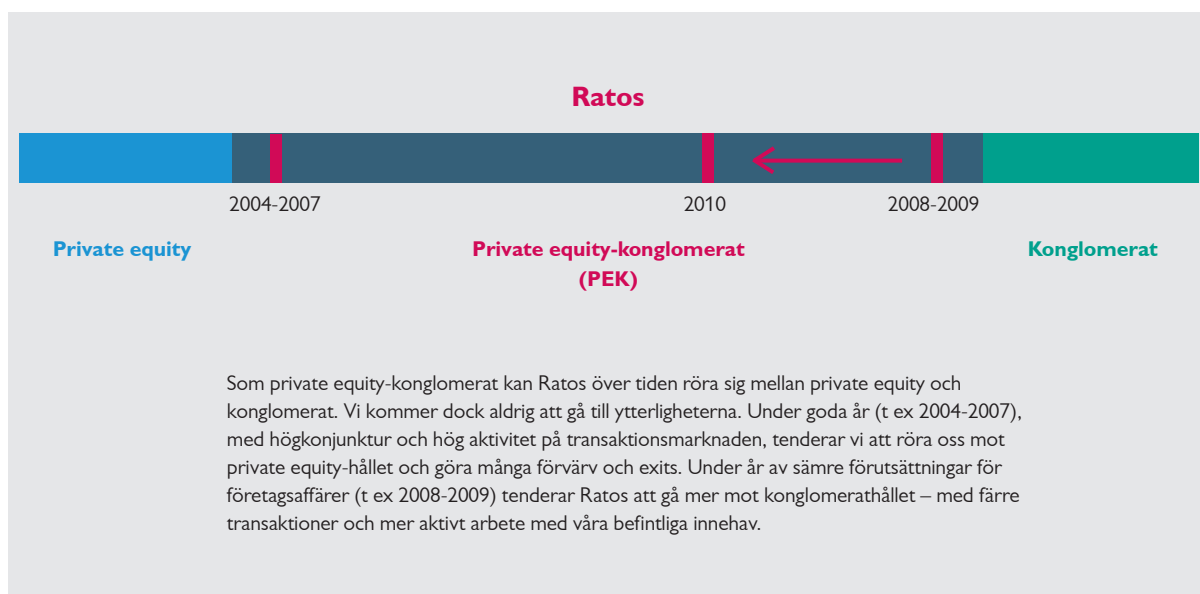 Ratos
2004-2007 2010 2008-2009
Private equity Private equity-konglomerat Konglomerat
(PEK)
Som private equity-konglomerat kan Ratos över tiden röra sig mellan private equity och
konglomerat. Vi kommer dock aldrig att gå till ytterligheterna. Under goda år (t ex 2004-2007),
med högkonjunktur och hög aktivitet på transaktionsmarknaden, tenderar vi att röra oss mot
private equity-hållet och göra många förvärv och exits. Under år av sämre förutsättningar för
företagsaffärer (t ex 2008-2009) tenderar Ratos att gå mer mot konglomerathållet – med färre
transaktioner och mer aktivt arbete med våra befintliga innehav.